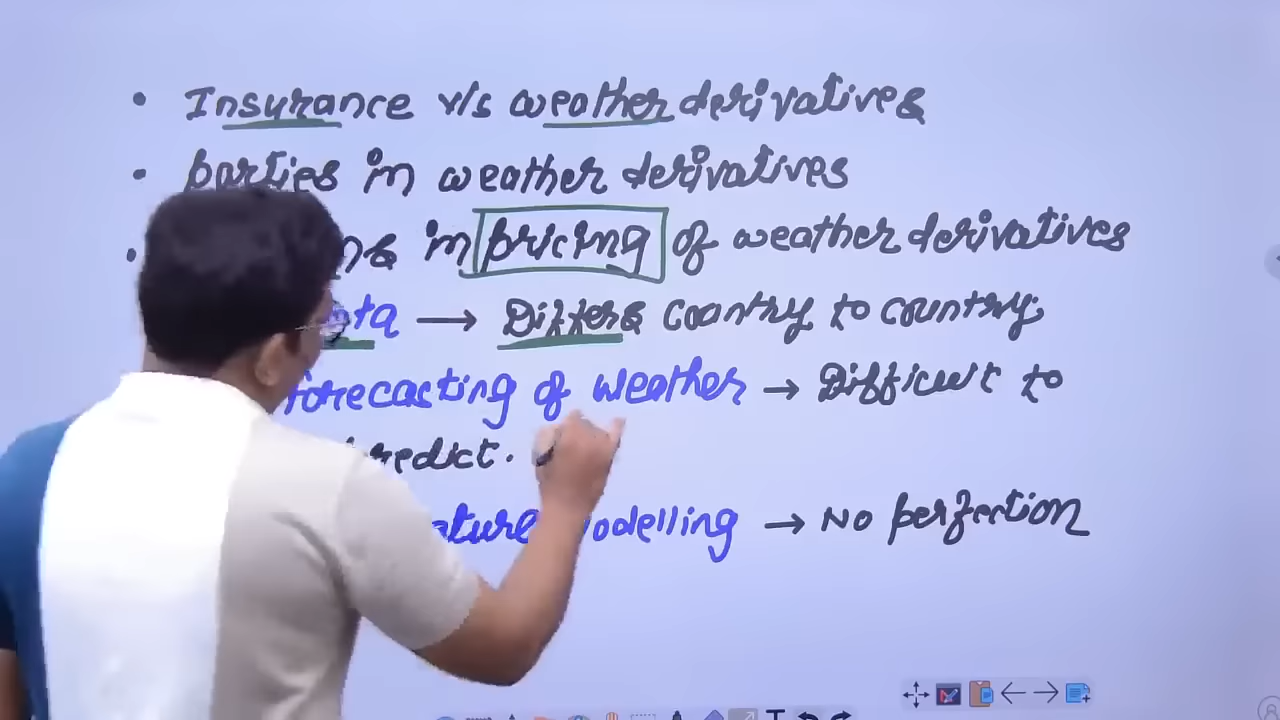 • Insurance v/s weather derivatives
• parties in weather derivatives
• in pricing of weather derivatives
→ Differs country to country.
forecasting of weather → Difficult to
predict.
modelling → No perfection